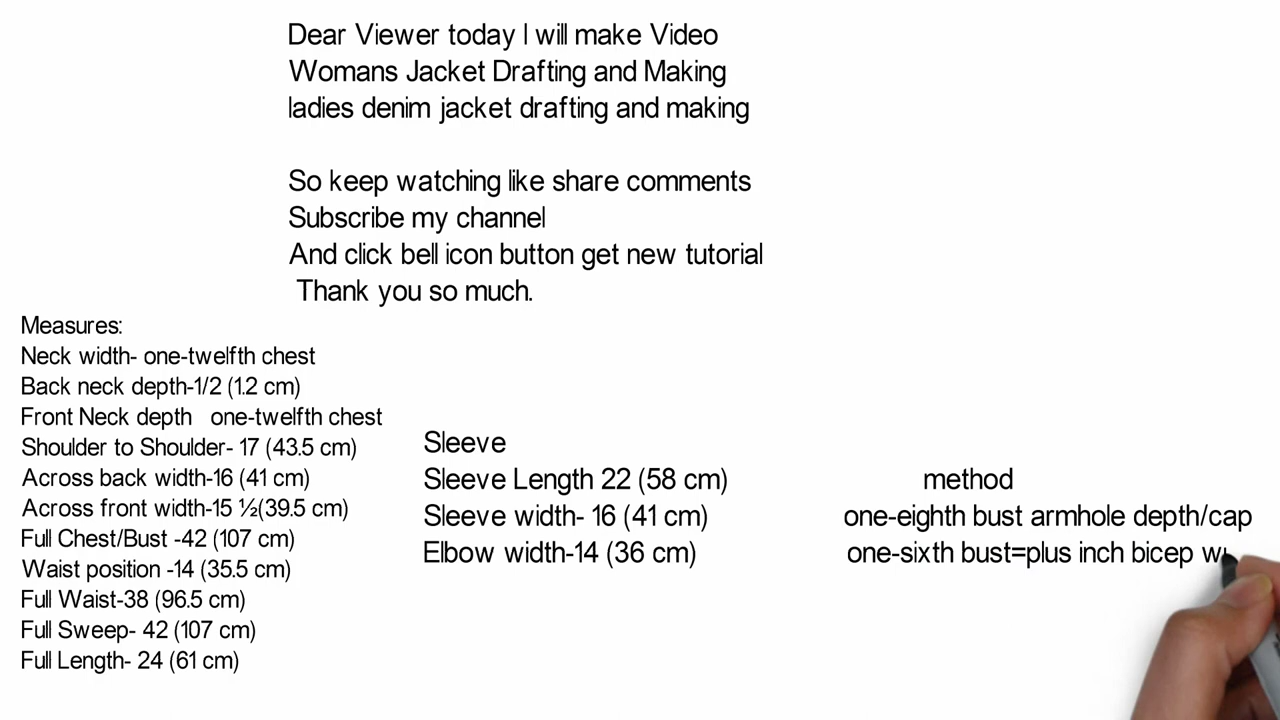 Dear Viewer today I will make Video
Womans Jacket Drafting and Making
ladies denim jacket drafting and making
So keep watching like share comments
Subscribe my channel
And click bell icon button get new tutorial
Thank you so much.
Measures:
Neck width- one-twelfth chest
Back neck depth-1/2 (1.2 cm)
Front Neck depth one-twelfth chest
Shoulder to Shoulder- 17 (43.5 cm)
Across back width-16 (41 cm)
Across front width-15 ½(39.5 cm)
Full Chest/Bust -42 (107 cm)
Waist position -14 (35.5 cm)
Full Waist-38 (96.5 cm)
Full Sweep- 42 (107 cm)
Full Length- 24 (61 cm)
Sleeve
Sleeve Length 22 (58 cm)
Sleeve width- 16 (41 cm)
Elbow width-14 (36 cm)
method
one-eighth bust armhole depth/cap
one-sixth bust=plus inch bicep